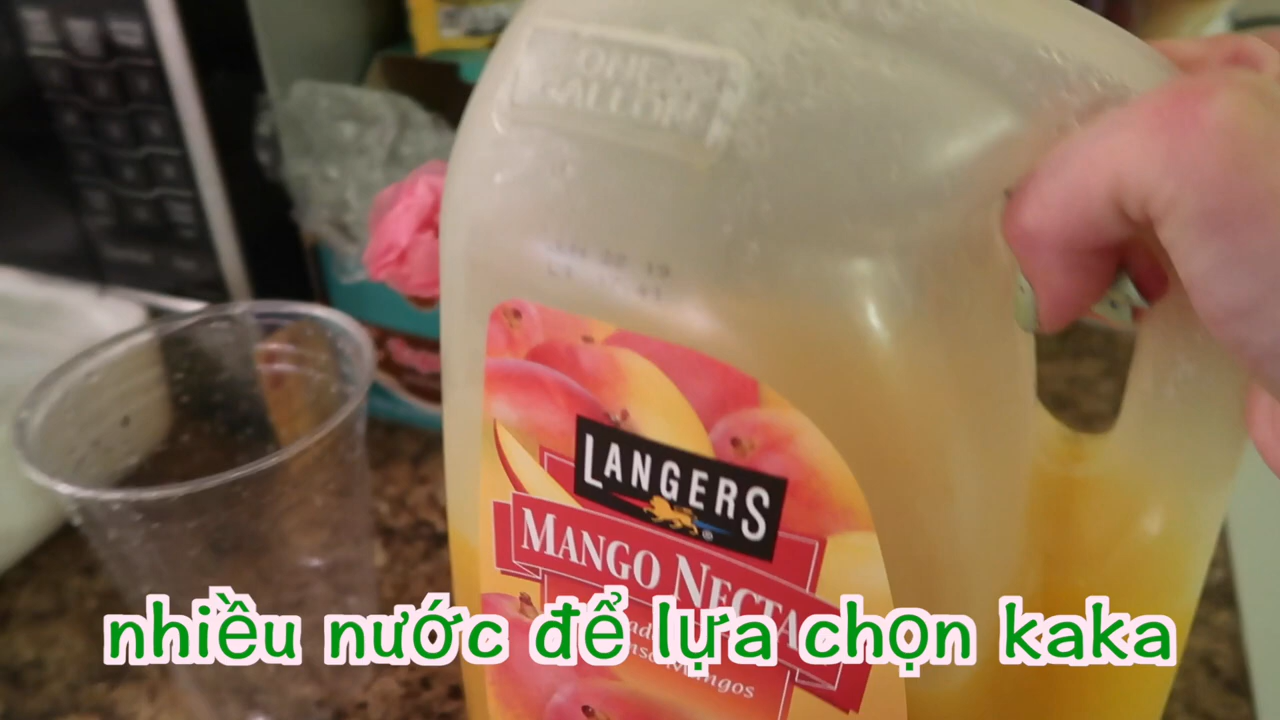 ONE
GALLON
LANGERS
MANGO NECTA
nhiều nước để lựa chọn kaka